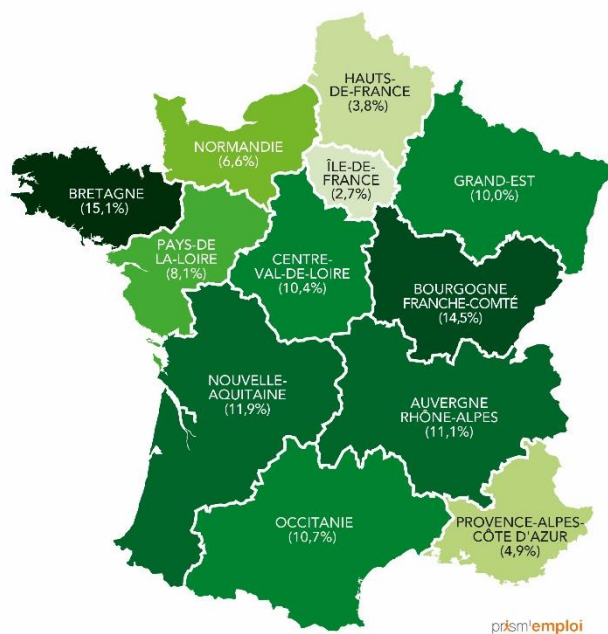 HAUTS-
DE-FRANCE
(3,8%)
NORMANDIE
(6,6%)
ÎLE-DE-
FRANCE
(2,7%)
GRAND-EST
(10,0%)
BRETAGNE
(15,1%)
PAYS-DE
LA-LOIRE
(8,1%)
CENTRE-
VAL-DE-LOIRE
(10,4%)
BOURGOGNE
FRANCHE-COMTÉ
(14,5%)
NOUVELLE-
AQUITAINE
(11,9%)
AUVERGNE
RHÔNE-ALPES
(11,1%)
OCCITANIE
(10,7%)
PROVENCE-ALPES-
CÔTE D'AZUR
(4,9%)
prism'emploi